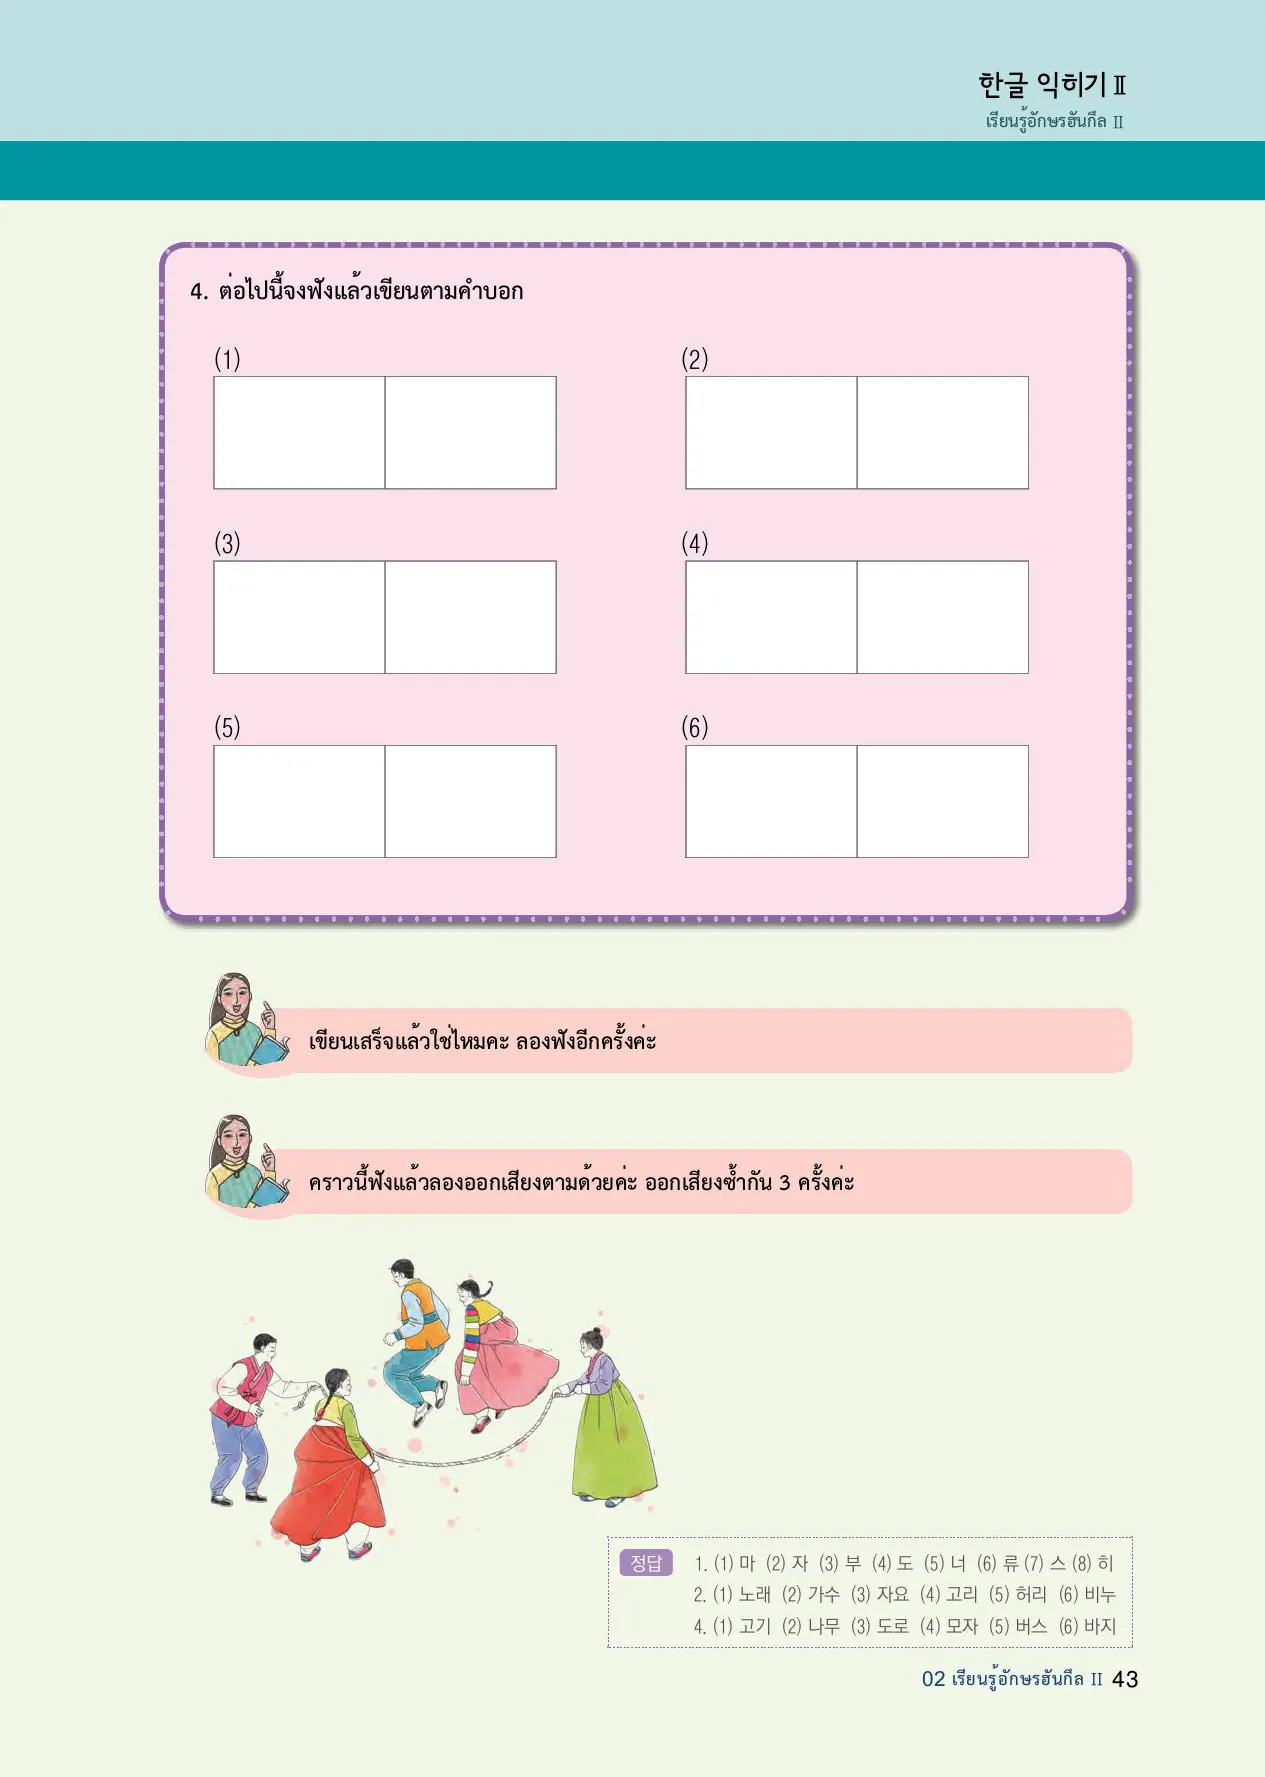 한글 익히기 Ⅱ
เรียนรู้อักษรฮันกึล Ⅱ
4. ต่อไปนี้จงฟังแล้วเขียนตามคำบอก
(1) (2)
(3) (4)
(5) (6)
เขียนเสร็จแล้วใช่ไหมคะ ลองฟังอีกครั้งค่ะ
คราวนี้ฟังแล้วลองออกเสียงตามด้วยค่ะ ออกเสียงซ้ำกัน 3 ครั้งค่ะ
정답 1. (1) 마 (2) 자 (3) 부 (4) 도 (5) 너 (6) 류 (7) 스 (8) 히
2. (1) 노래 (2) 가수 (3) 자요 (4) 고리 (5) 허리 (6) 비누
4. (1) 고기 (2) 나무 (3) 도로 (4) 모자 (5) 버스 (6) 바지
02 เรียนรู้อักษรฮันกึล Ⅱ 43